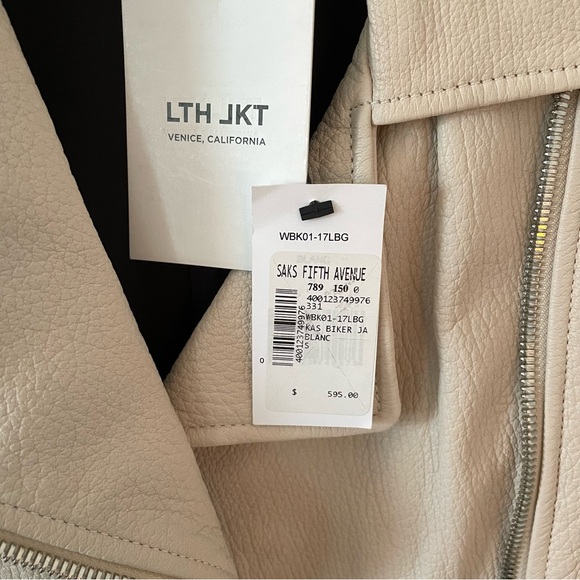 LTH JKT
VENICE, CALIFORNIA
WBK01-17LBG
SAKS FIFTH AVENUE
789 150 0
400123749976
331
WBK01-17LBG
KAS BIKER JA
BLANC
S
400123749976
0
$ 595.00